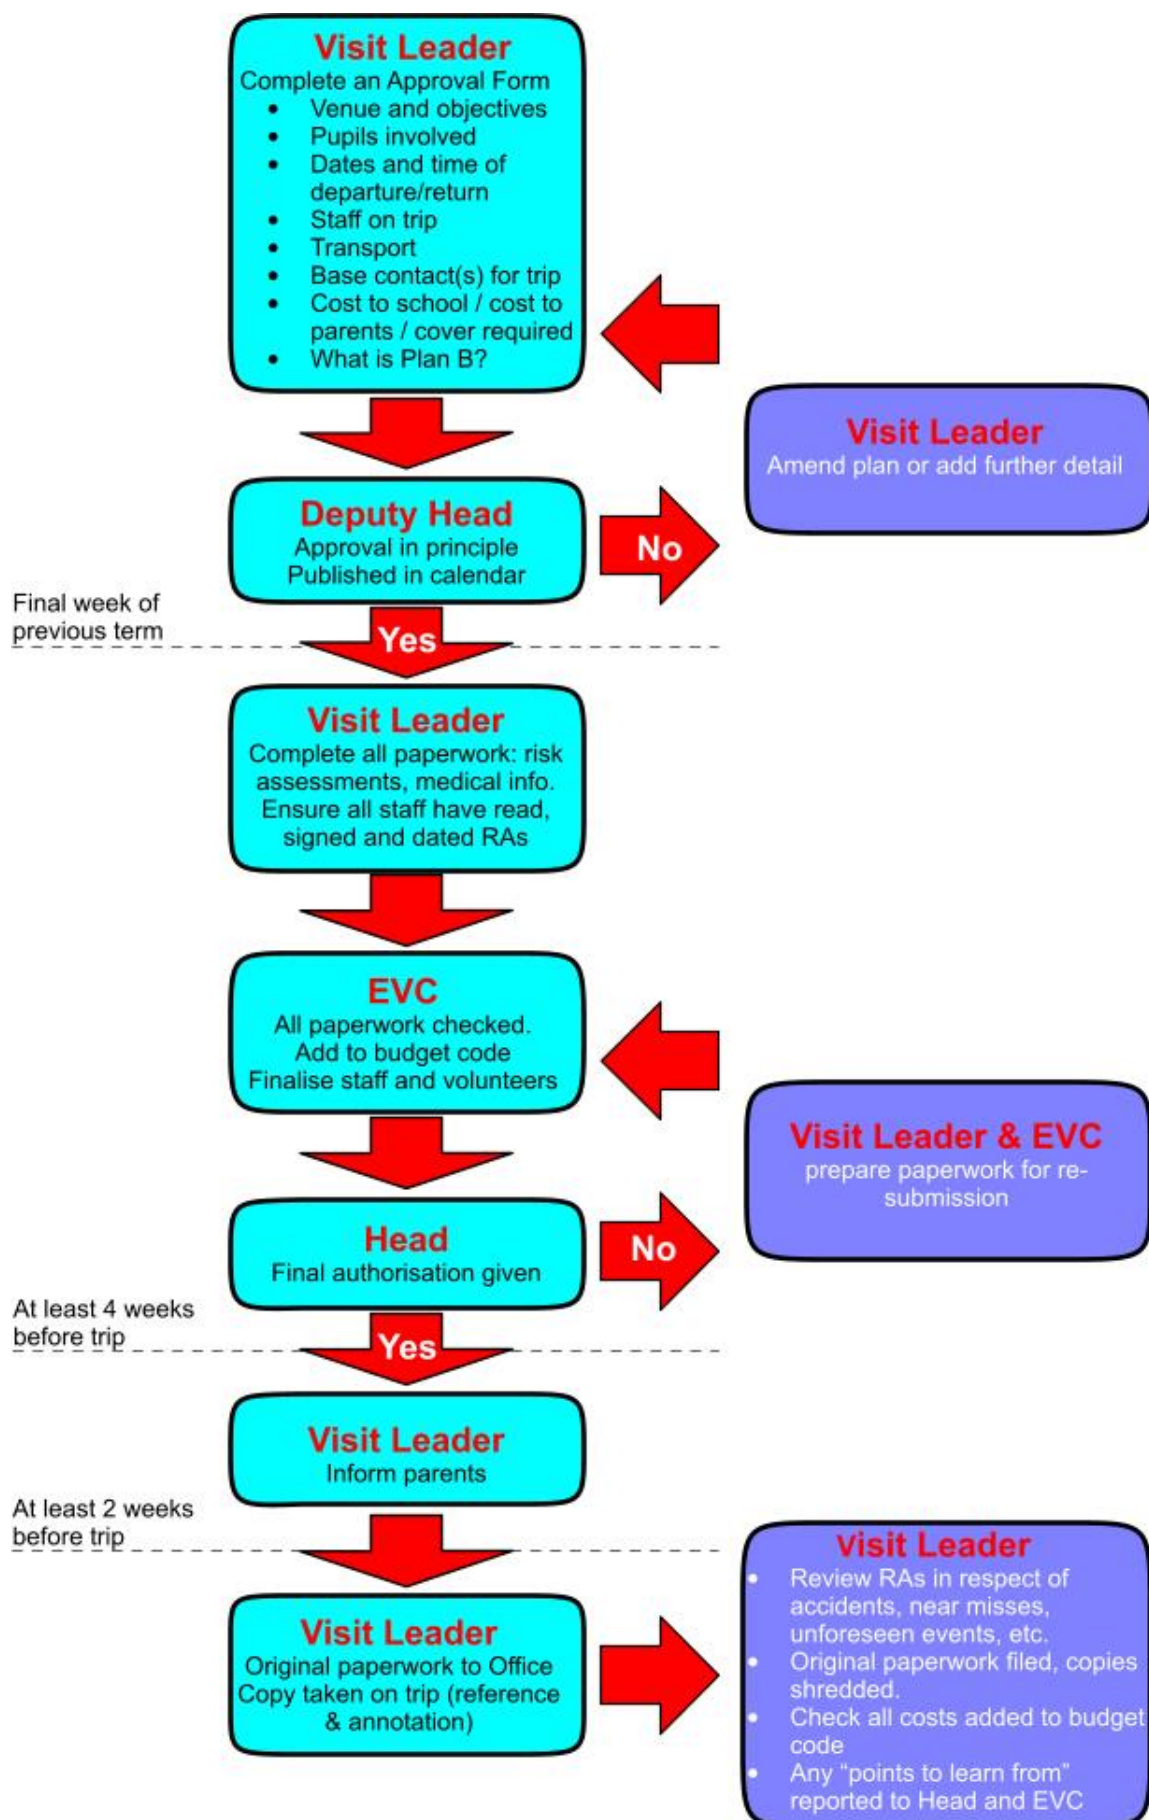 Visit Leader
Complete an Approval Form
• Venue and objectives
• Pupils involved
• Dates and time of
departure/return
• Staff on trip
• Transport
• Base contact(s) for trip
• Cost to school / cost to
parents / cover required
• What is Plan B?
Visit Leader
Amend plan or add further detail
Deputy Head
Approval in principle
Published in calendar
No
Final week of
previous term
Yes
Visit Leader
Complete all paperwork: risk
assessments, medical info.
Ensure all staff have read,
signed and dated RAs
EVC
All paperwork checked.
Add to budget code
Finalise staff and volunteers
Visit Leader & EVC
prepare paperwork for re-
submission
Head
Final authorisation given
No
At least 4 weeks
before trip
Yes
Visit Leader
Inform parents
At least 2 weeks
before trip
Visit Leader
Original paperwork to Office
Copy taken on trip (reference
& annotation)
Visit Leader
• Review RAs in respect of
accidents, near misses,
unforeseen events, etc.
• Original paperwork filed, copies
shredded.
• Check all costs added to budget
code
• Any “points to learn from”
reported to Head and EVC